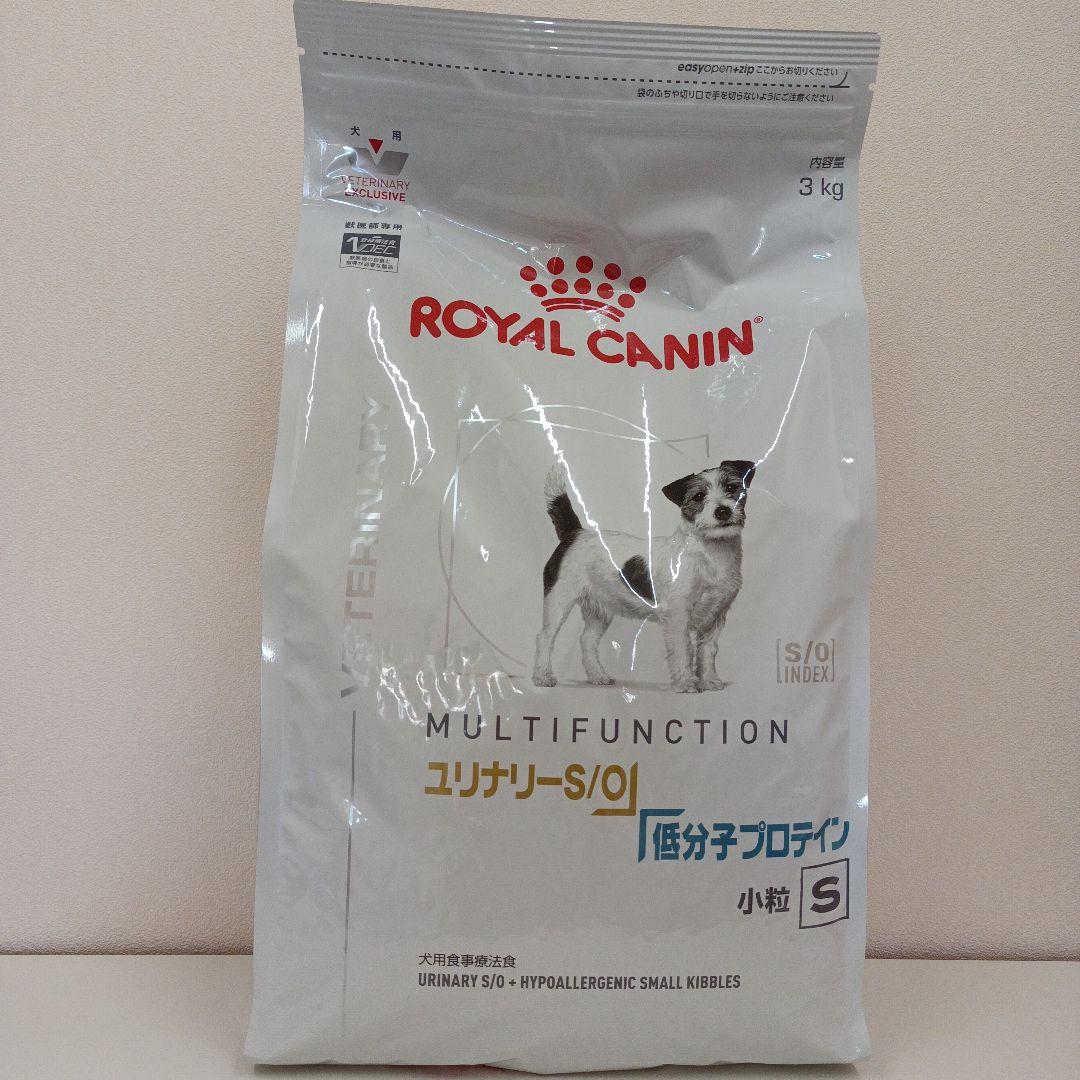 easyopen+zip ここからお切りください
袋のふちや切り口で手を切らないようにご注意ください
犬 用
VETERINARY
EXCLUSIVE
獣医師専用
内容量
3 kg
ROYAL CANIN®
VETERINARY
S/O
INDEX
MULTIFUNCTION
ユリナリーS/O
低分子プロテイン
小粒 S
犬用食事療法食
URINARY S/O + HYPOALLERGENIC SMALL KIBBLES